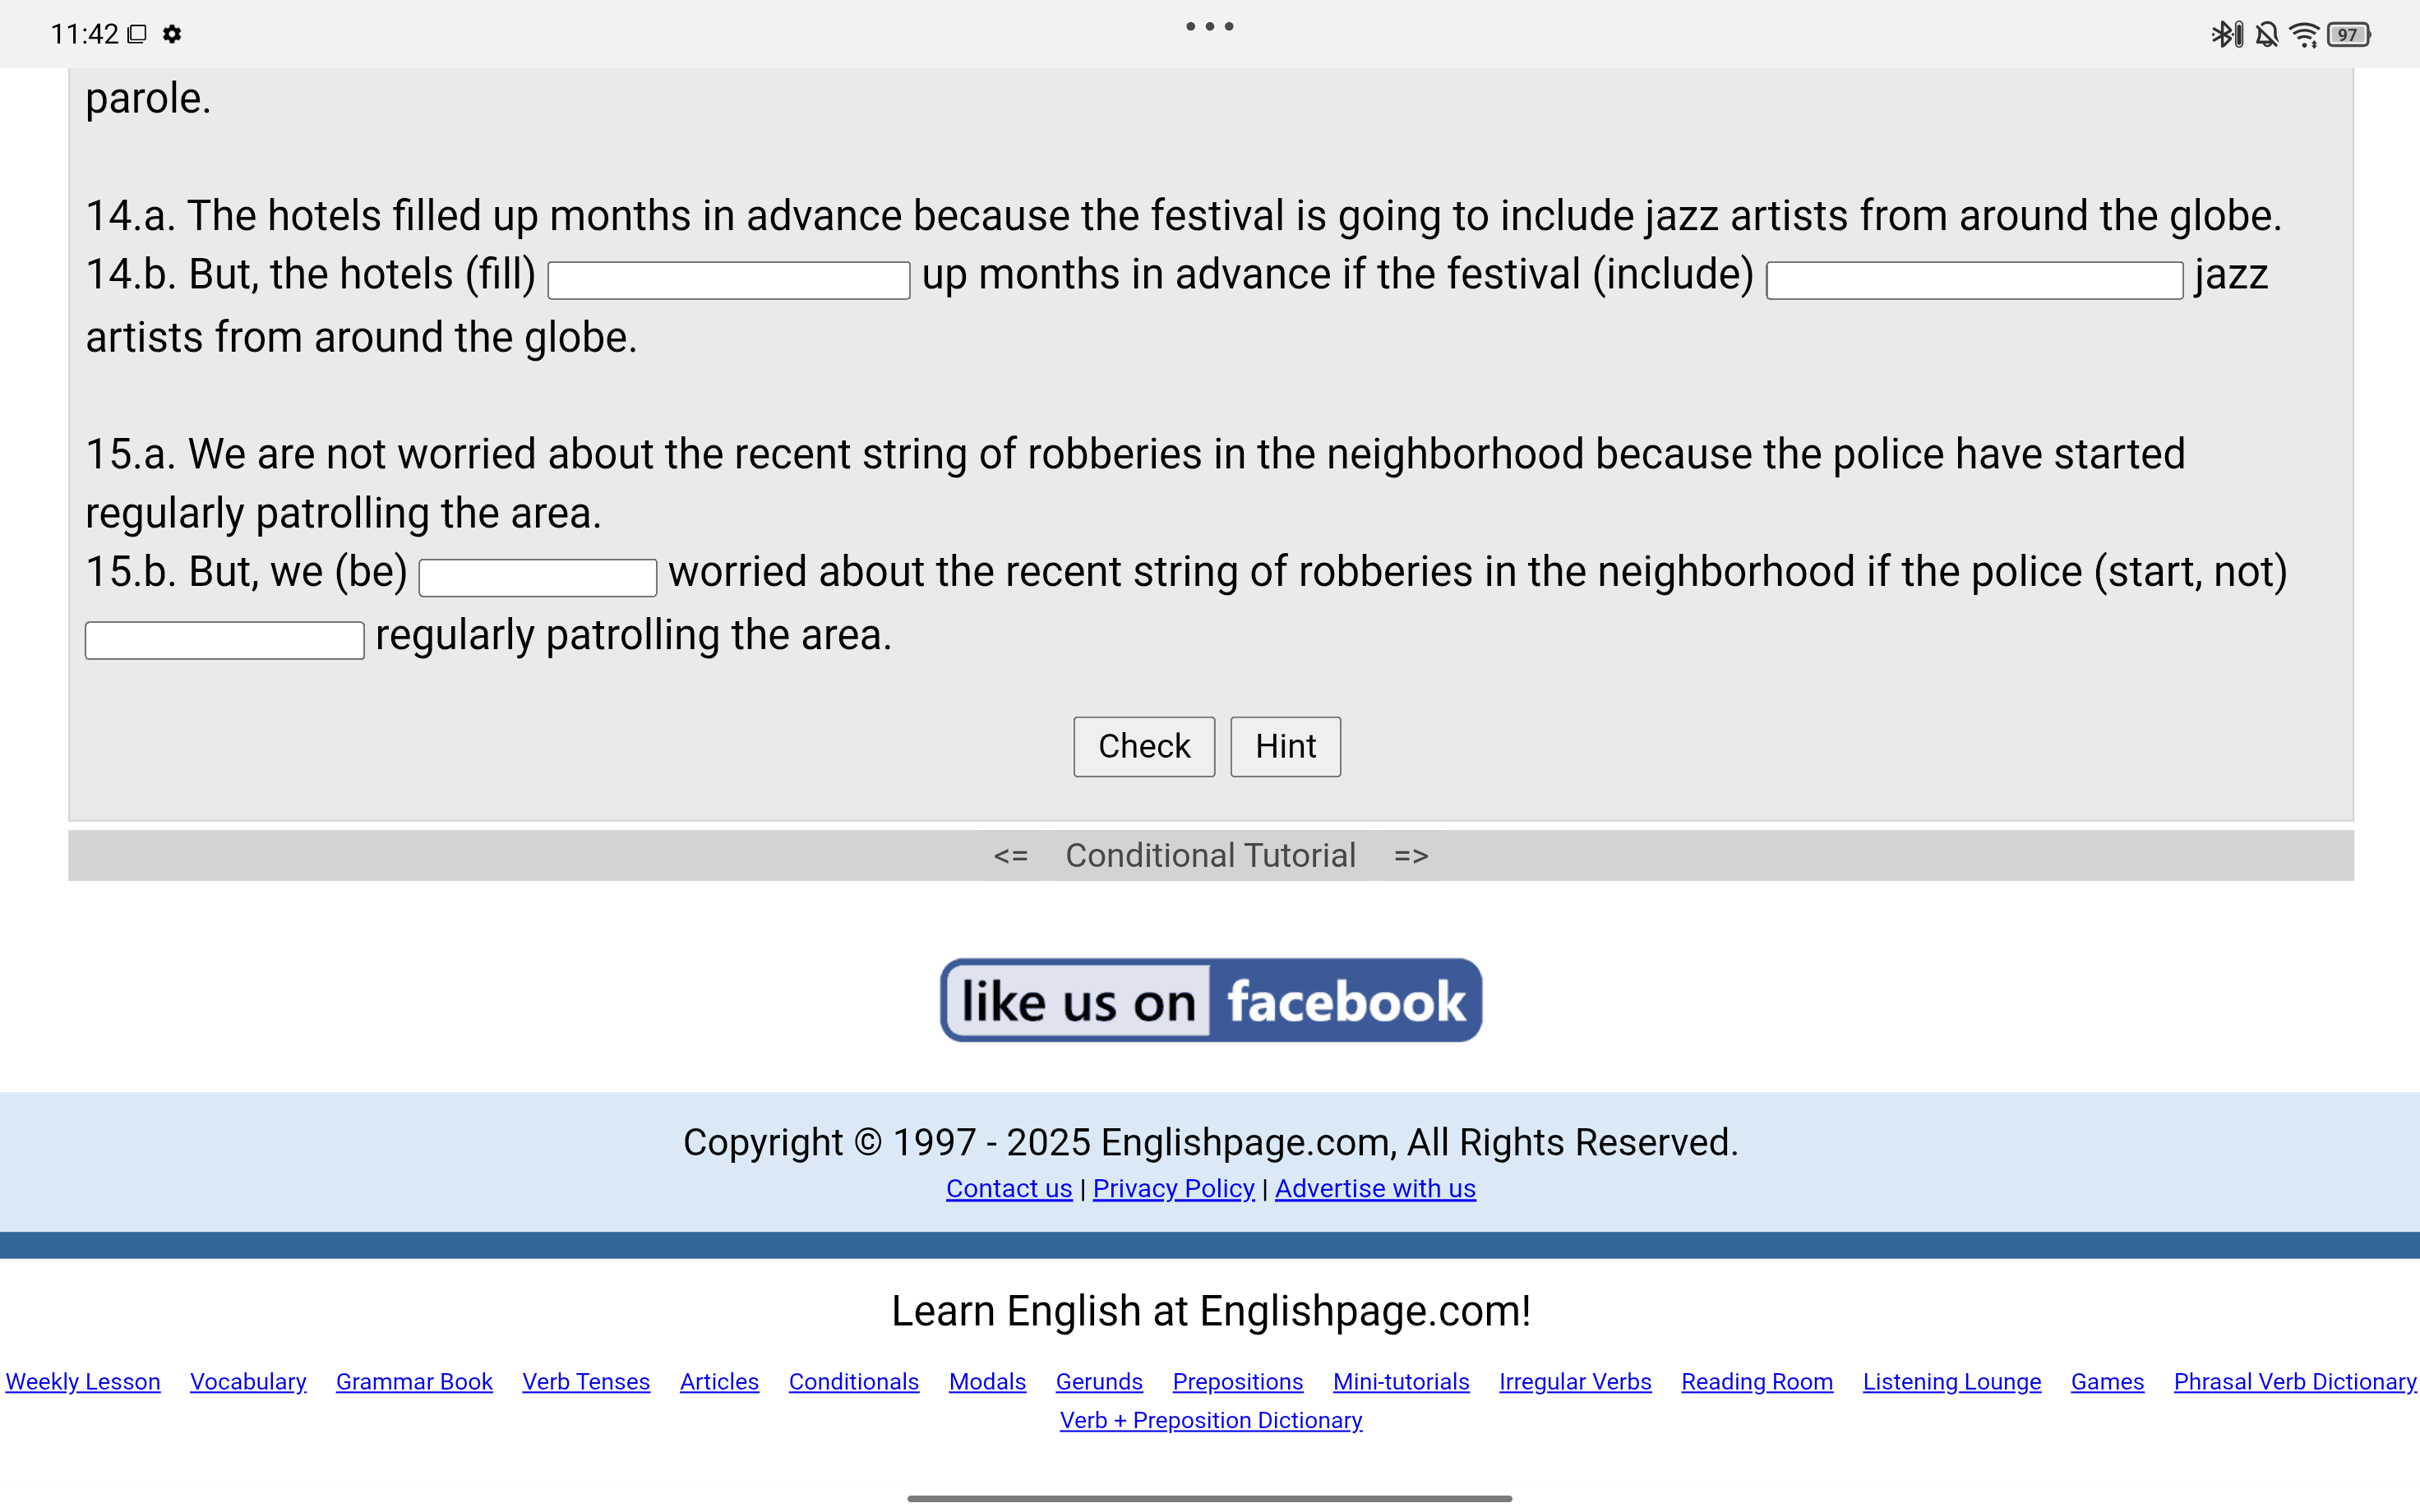 11:42
97
parole.
14.a. The hotels filled up months in advance because the festival is going to include jazz artists from around the globe.
14.b. But, the hotels (fill) up months in advance if the festival (include) jazz
artists from around the globe.
15.a. We are not worried about the recent string of robberies in the neighborhood because the police have started
regularly patrolling the area.
15.b. But, we (be) worried about the recent string of robberies in the neighborhood if the police (start, not)
regularly patrolling the area.
Check Hint
<= Conditional Tutorial =>
like us on facebook
Copyright © 1997 - 2025 Englishpage.com, All Rights Reserved.
Contact us | Privacy Policy | Advertise with us
Learn English at Englishpage.com!
Weekly Lesson Vocabulary Grammar Book Verb Tenses Articles Conditionals Modals Gerunds Prepositions Mini-tutorials Irregular Verbs Reading Room Listening Lounge Games Phrasal Verb Dictionary
Verb + Preposition Dictionary